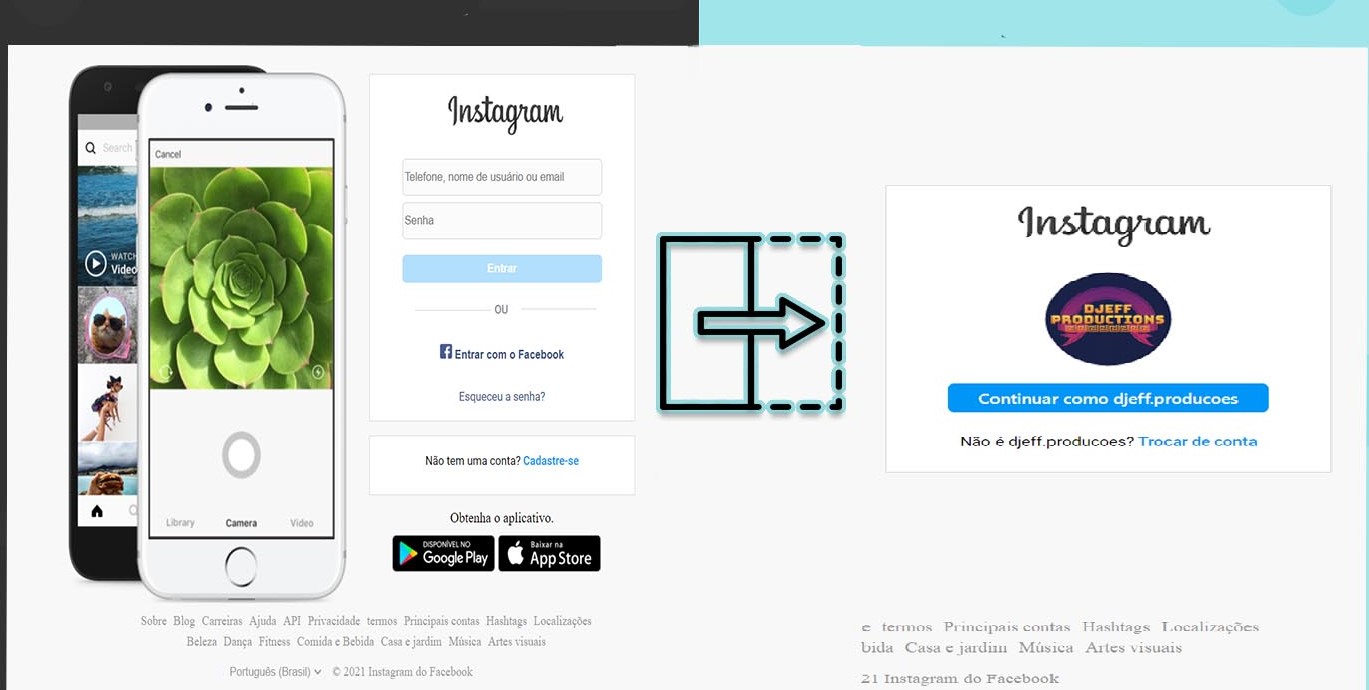 Instagram
Search
Cancel
Telefone, nome de usuário ou email
Senha
WATCH
Video
Entrar
OU
Entrar com o Facebook
Esqueceu a senha?
Não tem uma conta? Cadastre-se
Library Camera Video
Obtenha o aplicativo.
DISPONÍVEL NO
Google Play
Baixar na
App Store
Sobre Blog Carreiras Ajuda API Privacidade termos Principais contas Hashtags Localizações
Beleza Dança Fitness Comida e Bebida Casa e jardim Música Artes visuais
Português (Brasil) © 2021 Instagram do Facebook
Instagram
DJEFF
PRODUCTIONS
Continuar como djeff.producoes
Não é djeff.producoes? Trocar de conta
e termos Principais contas Hashtags Localizações
bida Casa e jardim Música Artes visuais
21 Instagram do Facebook